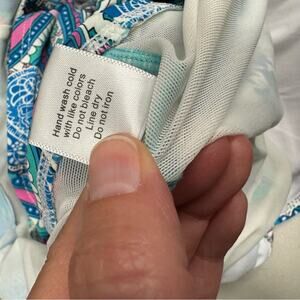 Hand wash cold
with like colors
Do not bleach
Line dry
Do not iron